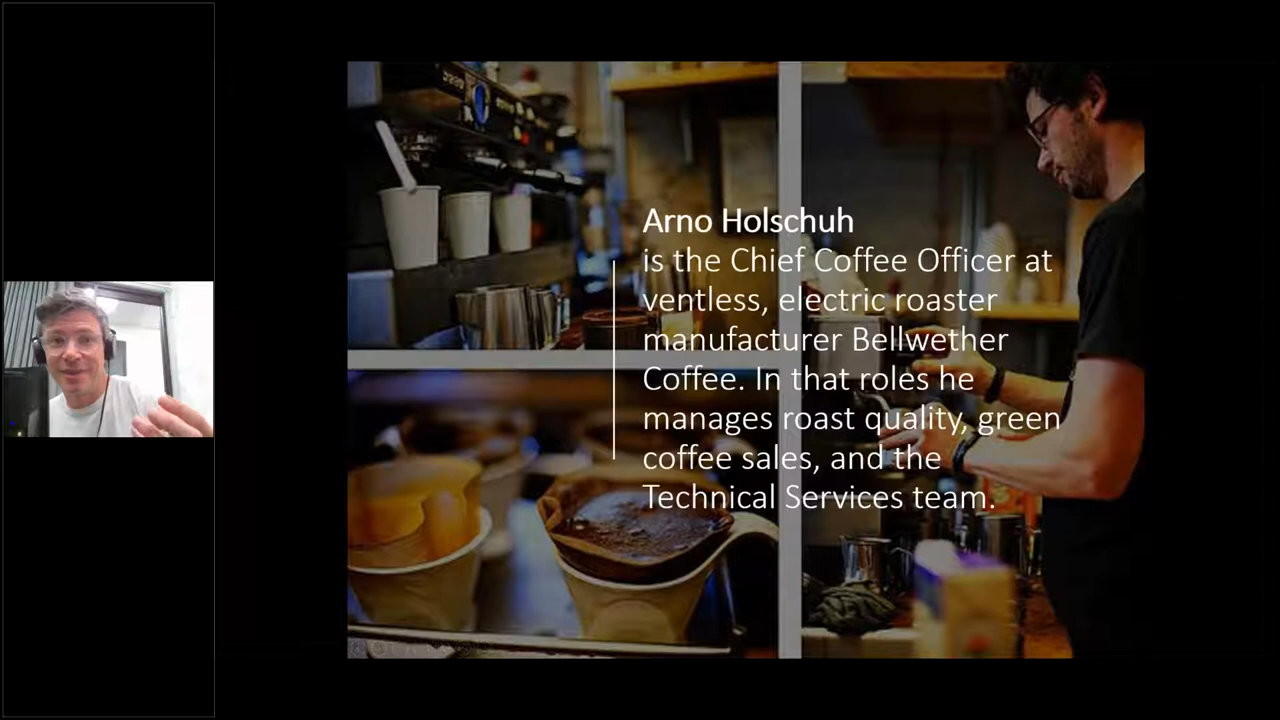 Arno Holschuh
is the Chief Coffee Officer at
ventless, electric roaster
manufacturer Bellwether
Coffee. In that roles he
manages roast quality, green
coffee sales, and the
Technical Services team.